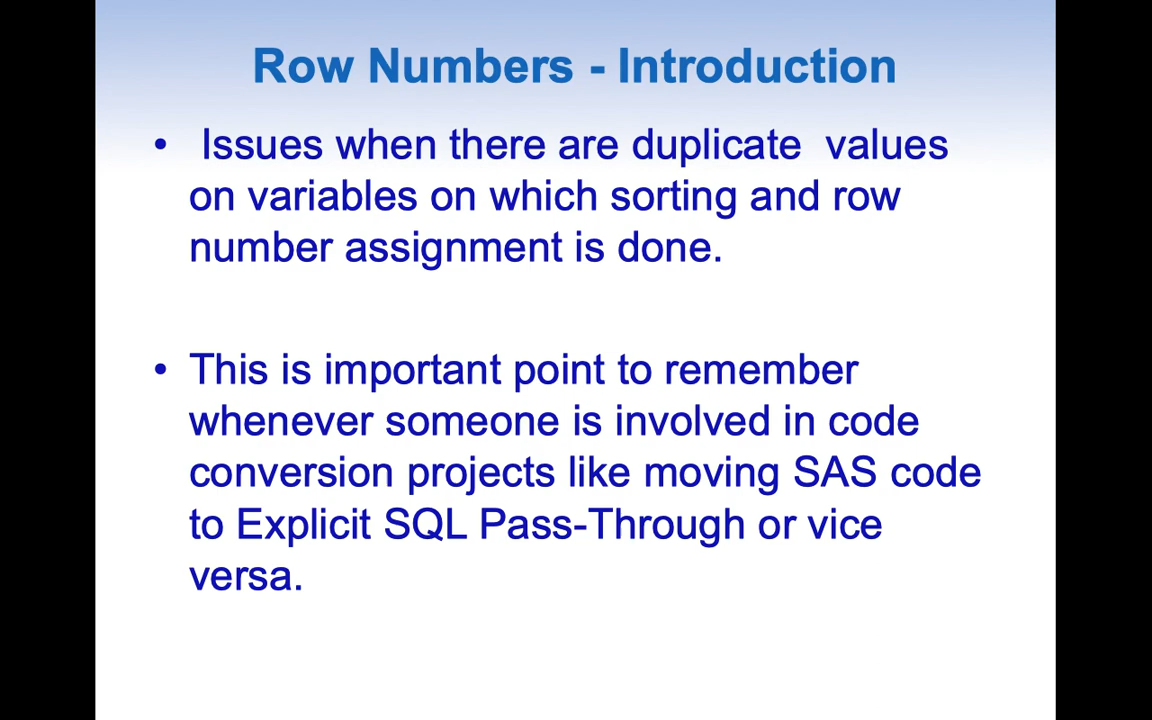 Row Numbers - Introduction
• Issues when there are duplicate values
on variables on which sorting and row
number assignment is done.
• This is important point to remember
whenever someone is involved in code
conversion projects like moving SAS code
to Explicit SQL Pass-Through or vice
versa.